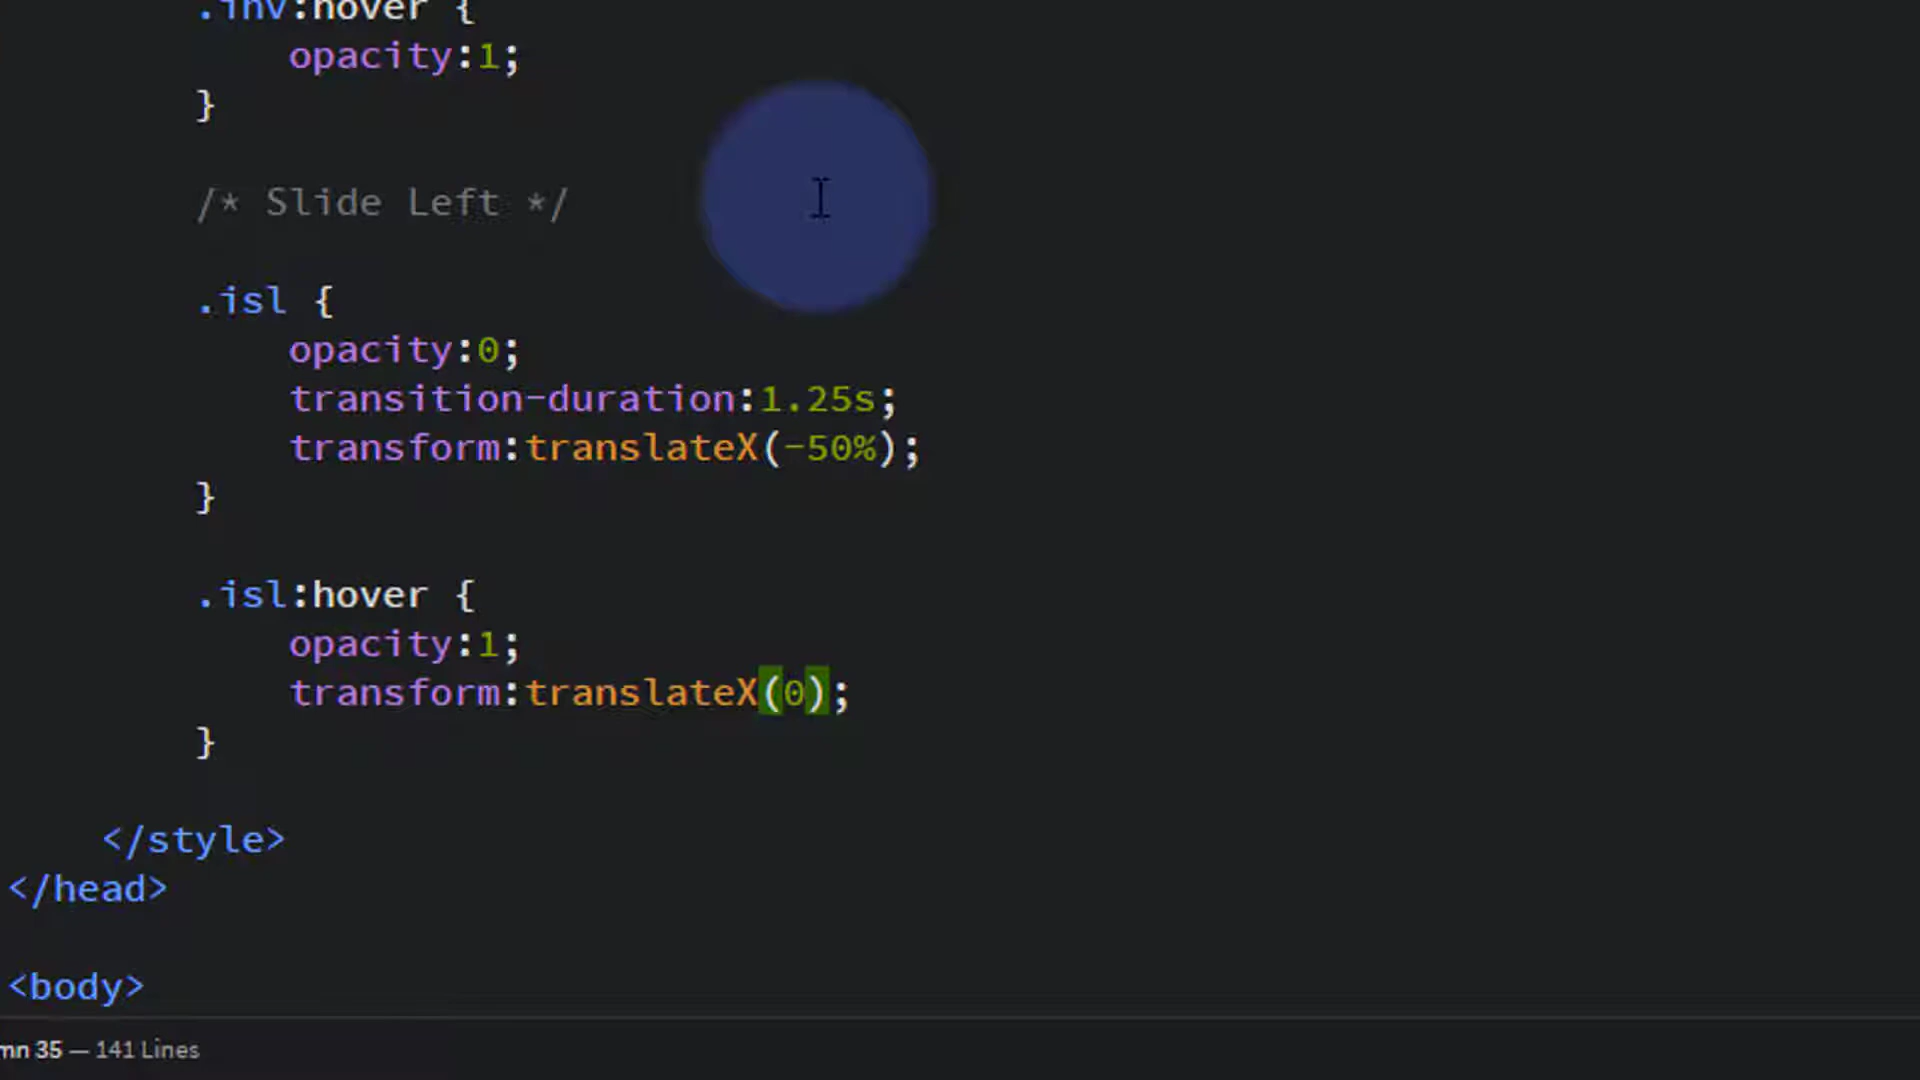 .inv:hover {
opacity:1;
}
/* Slide Left */
.isl {
opacity:0;
transition-duration:1.25s;
transform:translateX(-50%);
}
.isl:hover {
opacity:1;
transform:translateX(0);
}
</style>
</head>
<body>
mn 35 — 141 Lines